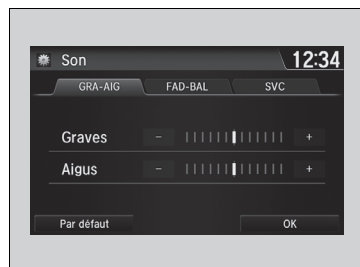 Son 12:34
GRA-AIG FAD-BAL SVC
Graves - +
Aigus - +
Par défaut OK